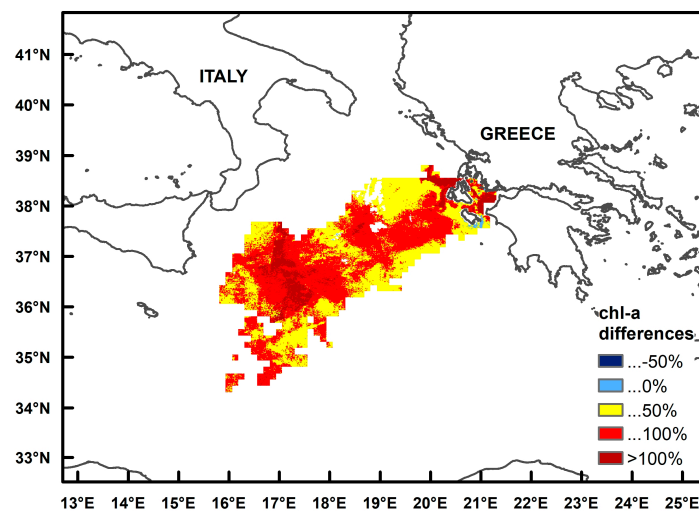 41°N
ITALY
40°N
GREECE
39°N
38°N
37°N
36°N
chl-a
differences
35°N
...-50%
...0%
34°N
...50%
...100%
33°N
>100%
13°E 14°E 15°E 16°E 17°E 18°E 19°E 20°E 21°E 22°E 23°E 24°E 25°E